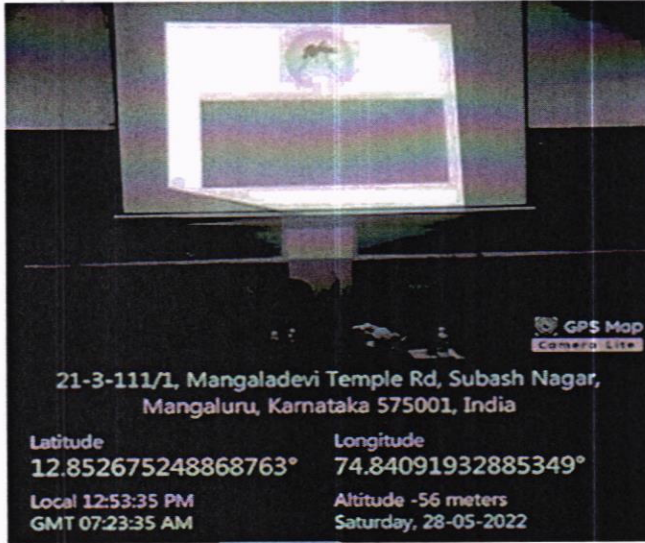 GPS Map
Camera Lite
21-3-111/1, Mangaladevi Temple Rd, Subash Nagar,
Mangaluru, Karnataka 575001, India
Latitude
12.852675248868763°
Longitude
74.84091932885349°
Local 12:53:35 PM
GMT 07:23:35 AM
Altitude -56 meters
Saturday, 28-05-2022